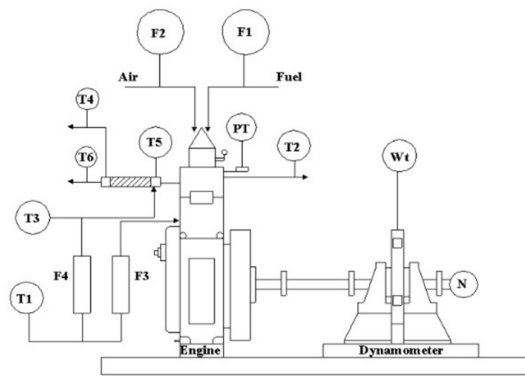 F2
F1
Air
Fuel
T4
PT
T5
T2
T6
Wt
T3
F4
F3
T1
N
Engine
Dynamometer